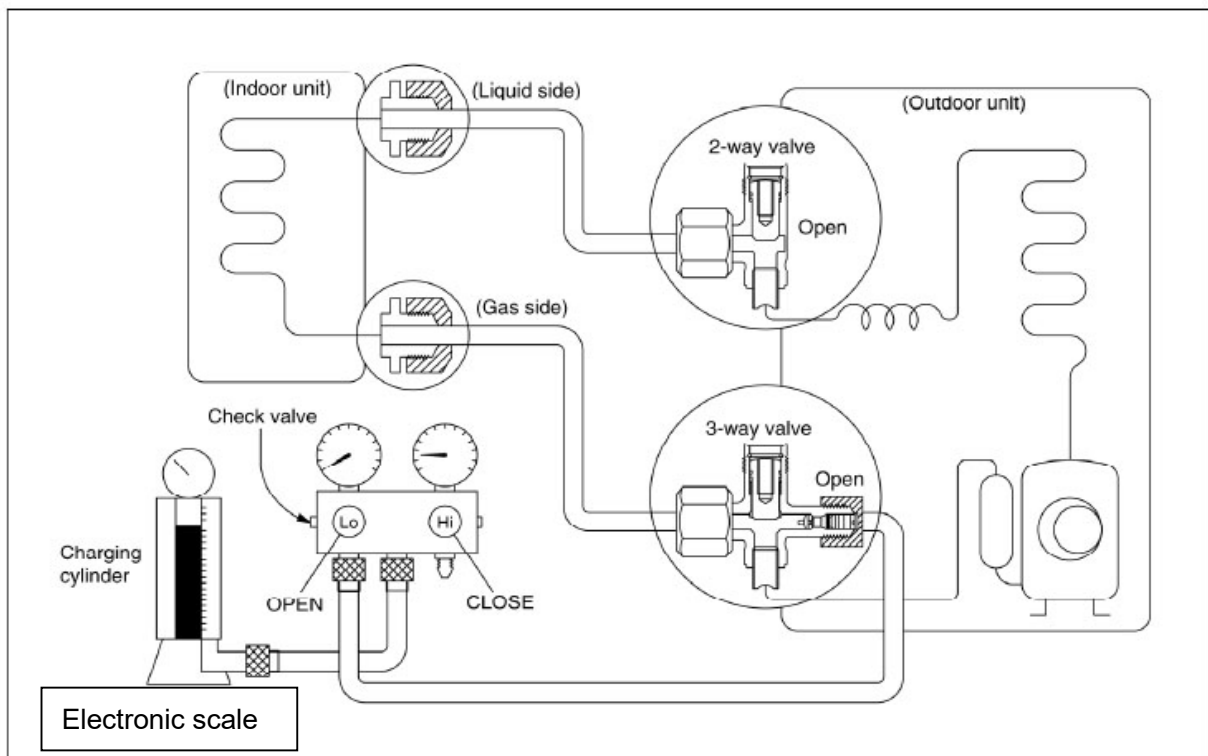 (Indoor unit)
(Liquid side)
(Outdoor unit)
2-way valve
Open
(Gas side)
Check valve
3-way valve
Open
Lo
Hi
Charging
cylinder
OPEN
CLOSE
Electronic scale